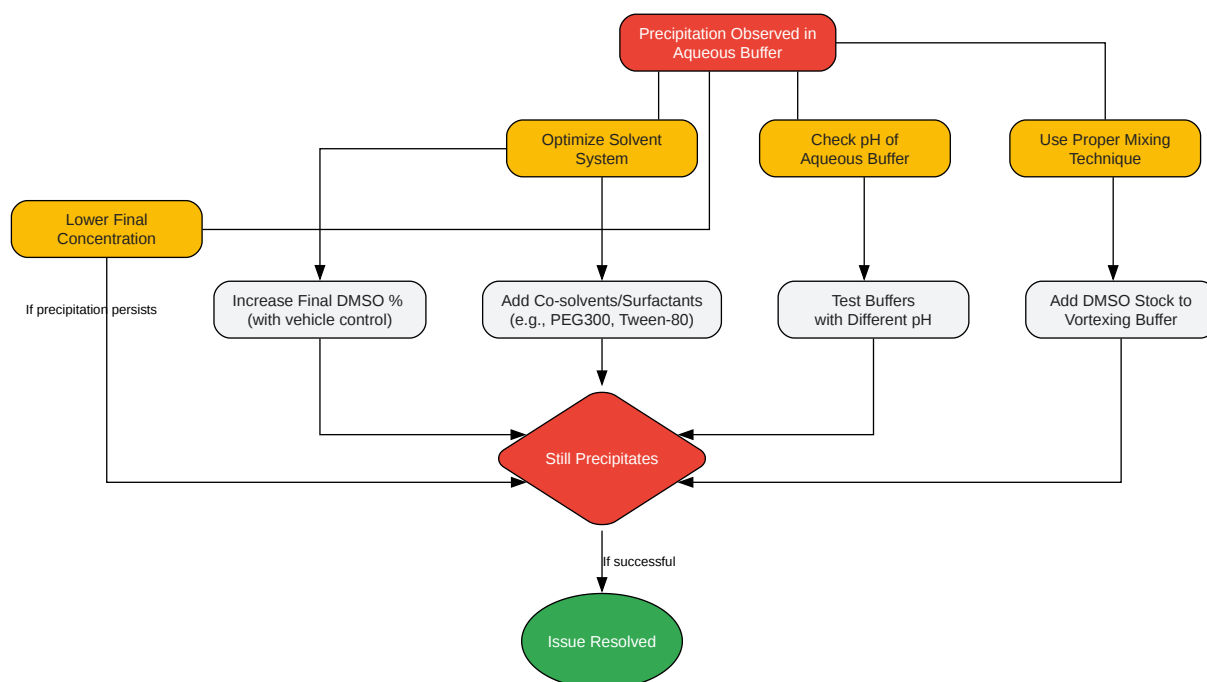 Precipitation Observed in
Aqueous Buffer
Optimize Solvent
System
Check pH of
Aqueous Buffer
Use Proper Mixing
Technique
Lower Final
Concentration
If precipitation persists
Increase Final DMSO %
(with vehicle control)
Add Co-solvents/Surfactants
(e.g., PEG300, Tween-80)
Test Buffers
with Different pH
Add DMSO Stock to
Vortexing Buffer
Still Precipitates
If successful
Issue Resolved